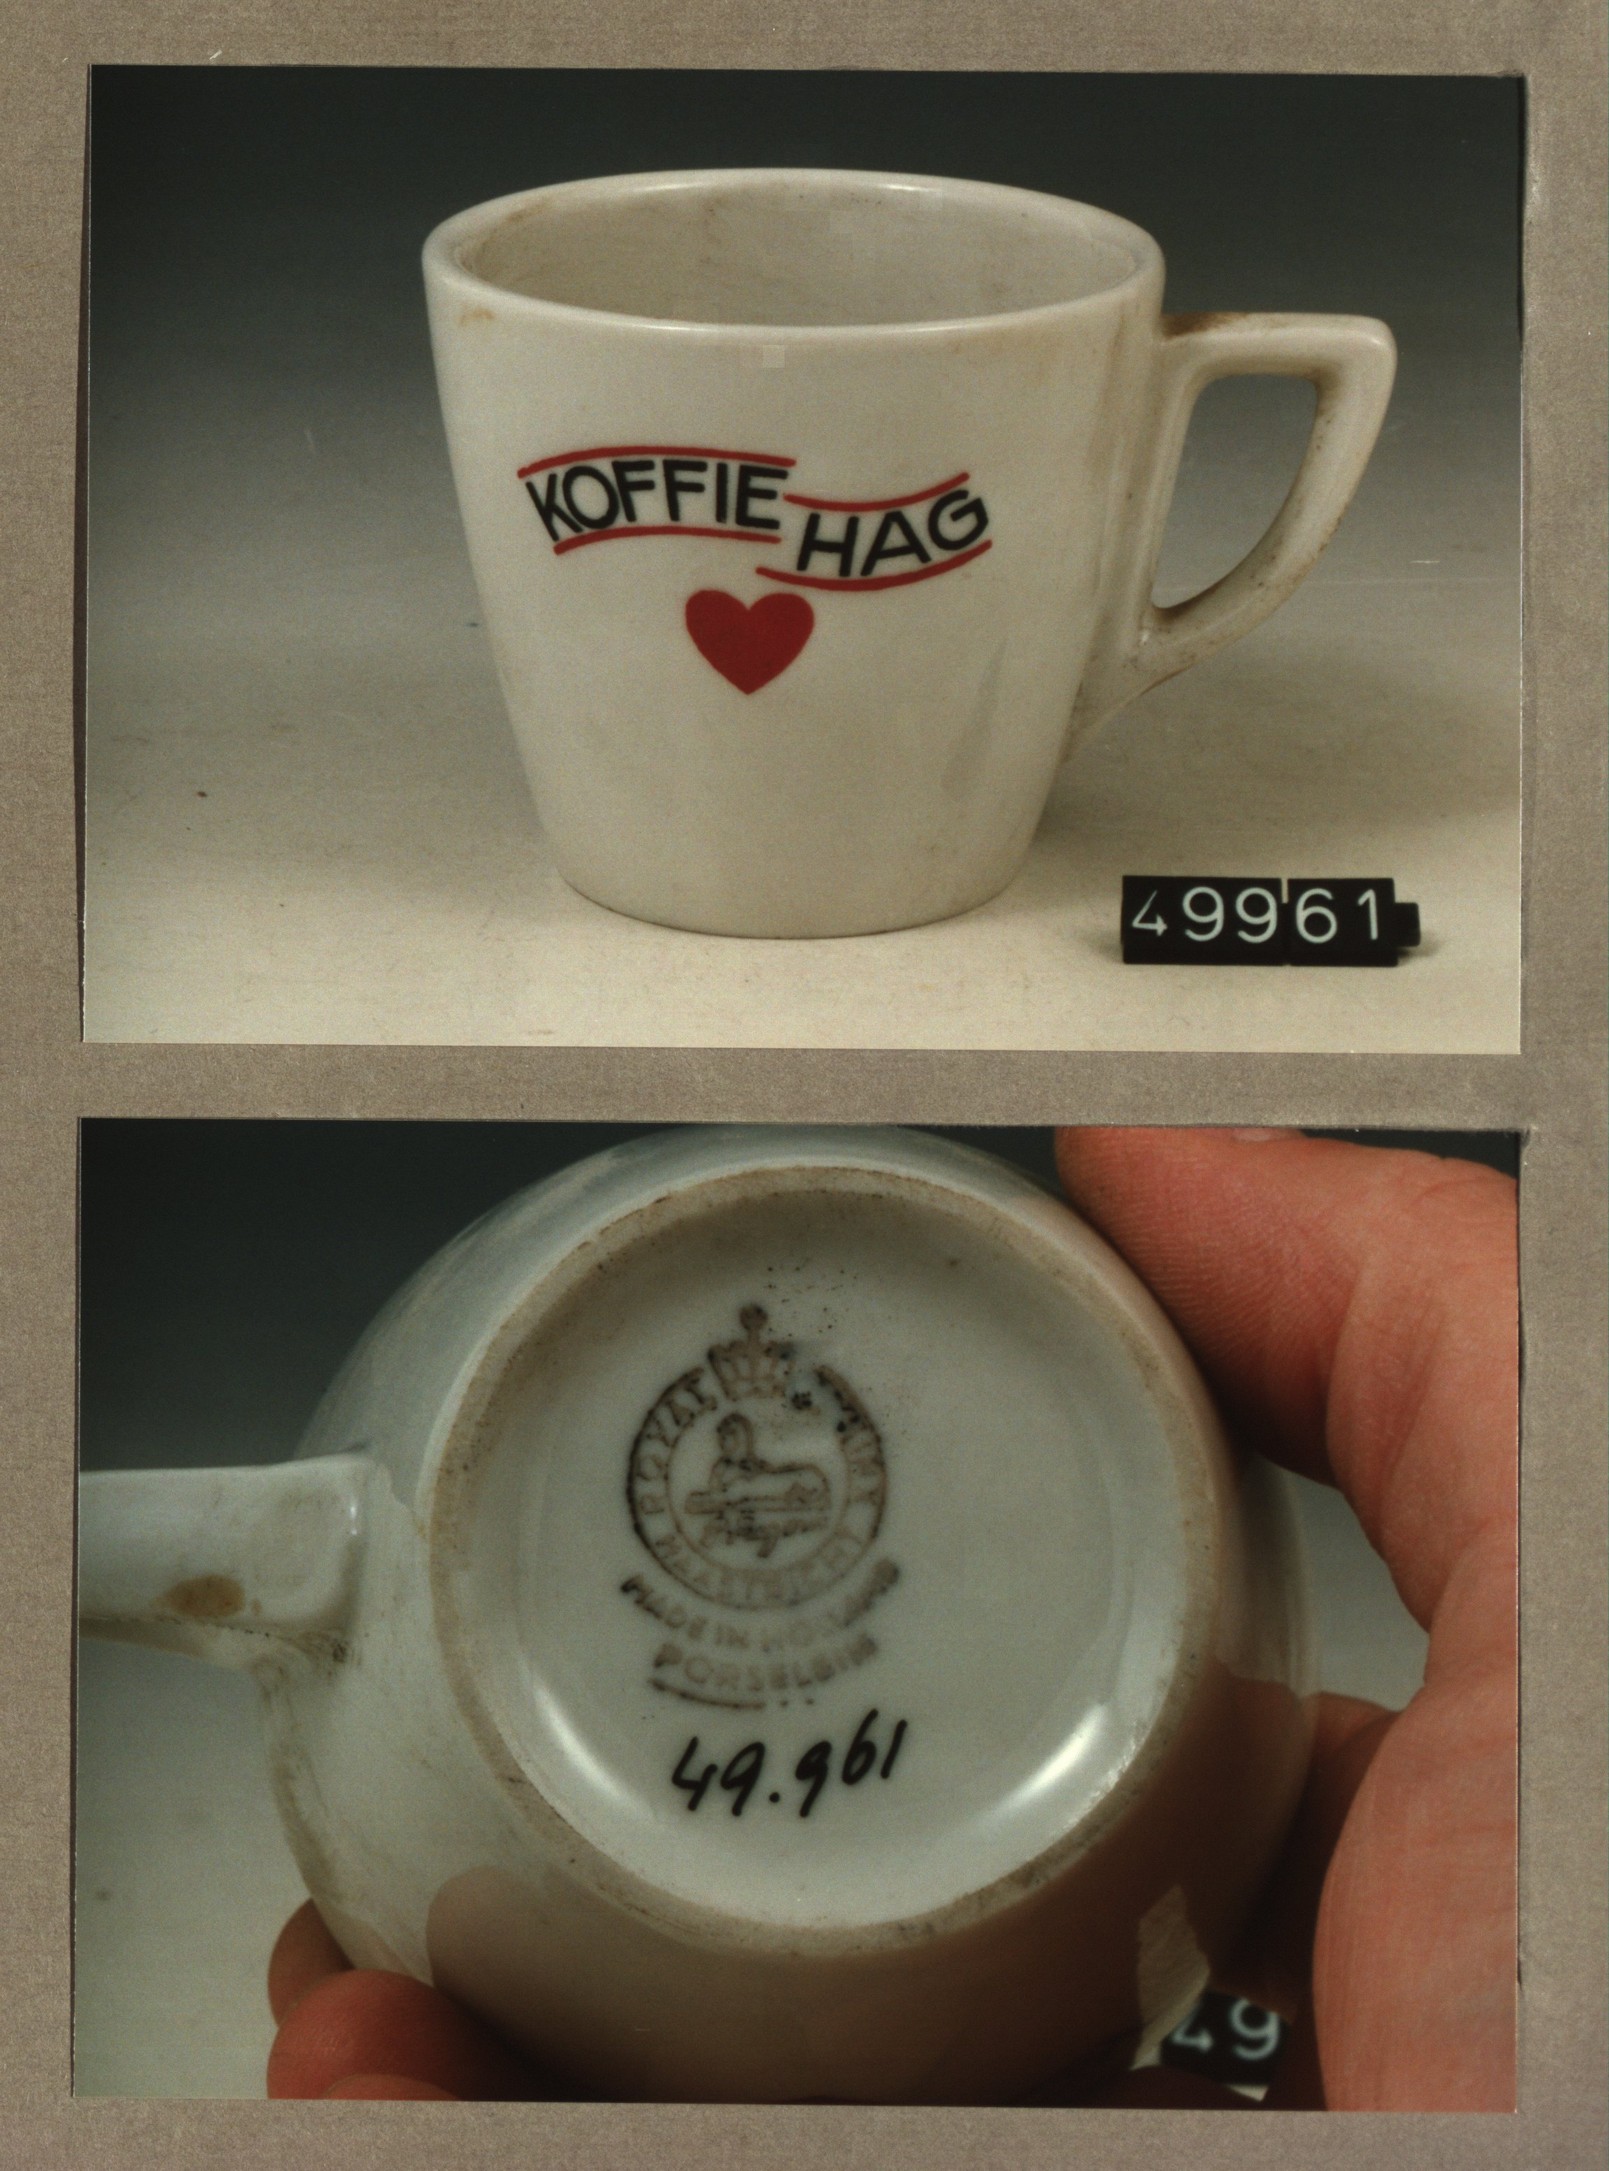 KOFFIE
HAG
49961
ROYAL
MAASTRICHT
MADE IN HOLLAND
PORSELEIN
49.961
49